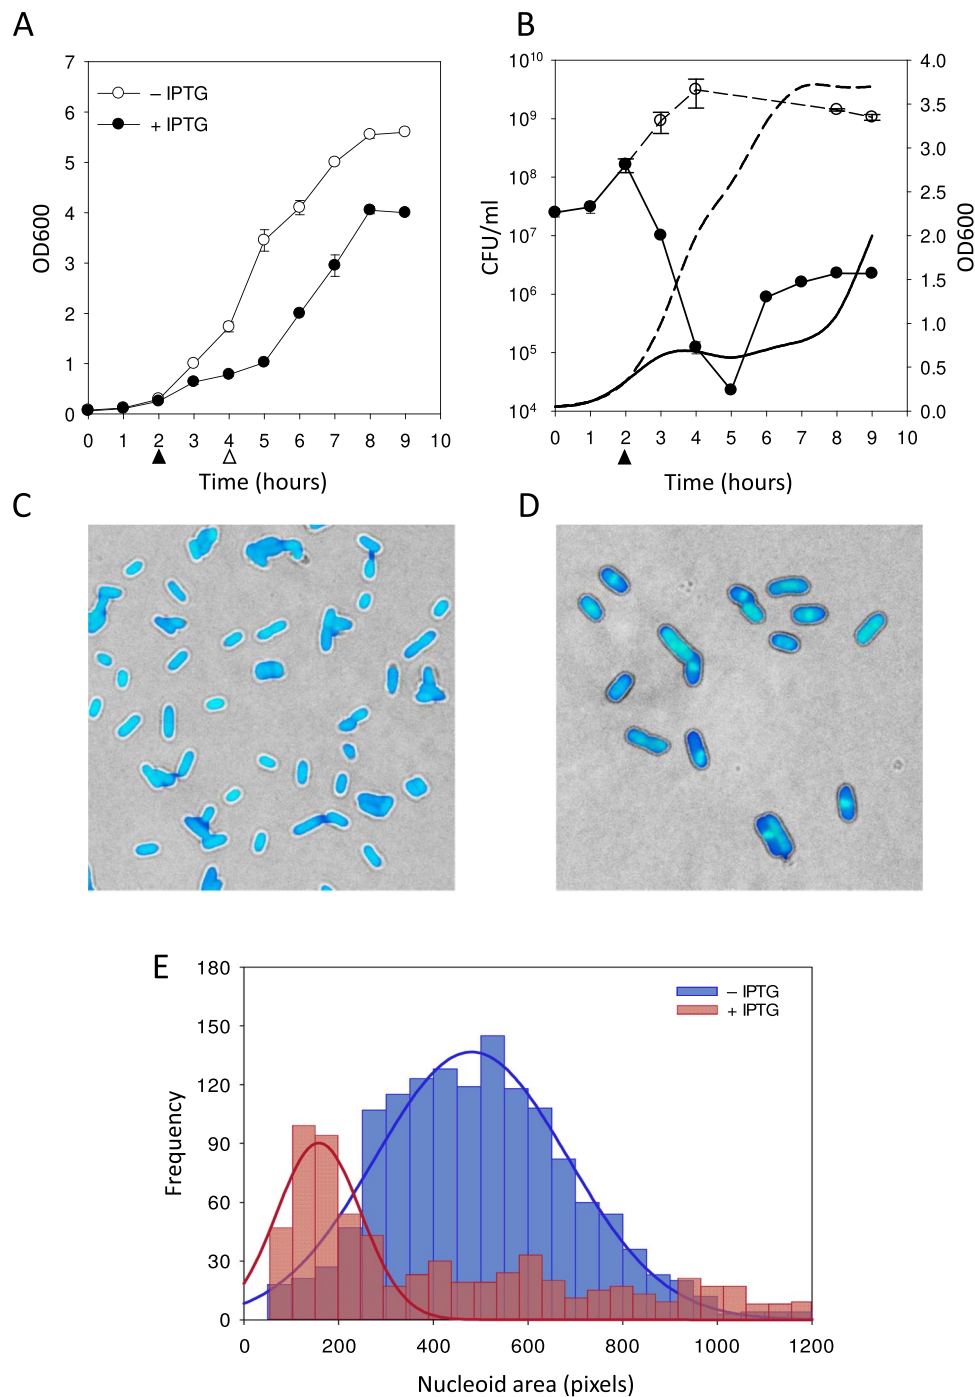 A
– IPTG
+ IPTG
7
6
5
4
3
2
1
0
OD600
0 1 2 3 4 5 6 7 8 9 10
Time (hours)
B
10¹⁰
10⁹
10⁸
10⁷
10⁶
10⁵
10⁴
CFU/ml
4.0
3.5
3.0
2.5
2.0
1.5
1.0
0.5
0.0
OD600
0 1 2 3 4 5 6 7 8 9 10
Time (hours)
C
D
E
180
150
120
90
60
30
0
Frequency
– IPTG
+ IPTG
0 200 400 600 800 1000 1200
Nucleoid area (pixels)